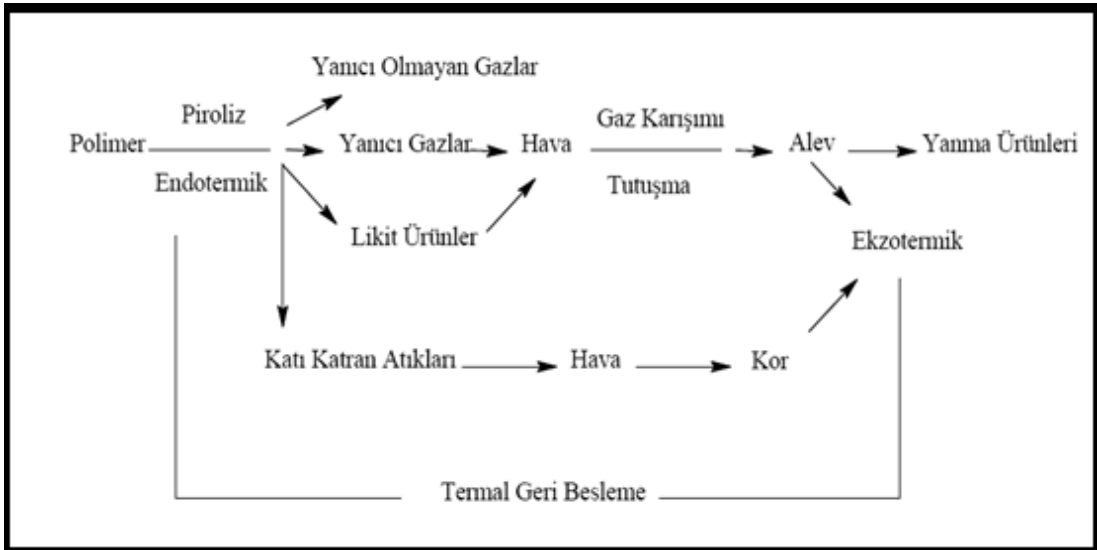 Yanıcı Olmayan Gazlar
Piroliz
Gaz Karışımı
Polimer
Yanıcı Gazlar
Hava
Alev
Yanma Ürünleri
Endotermik
Tutuşma
Likit Ürünler
Ekzotermik
Katı Katran Atıkları
Hava
Kor
Termal Geri Besleme